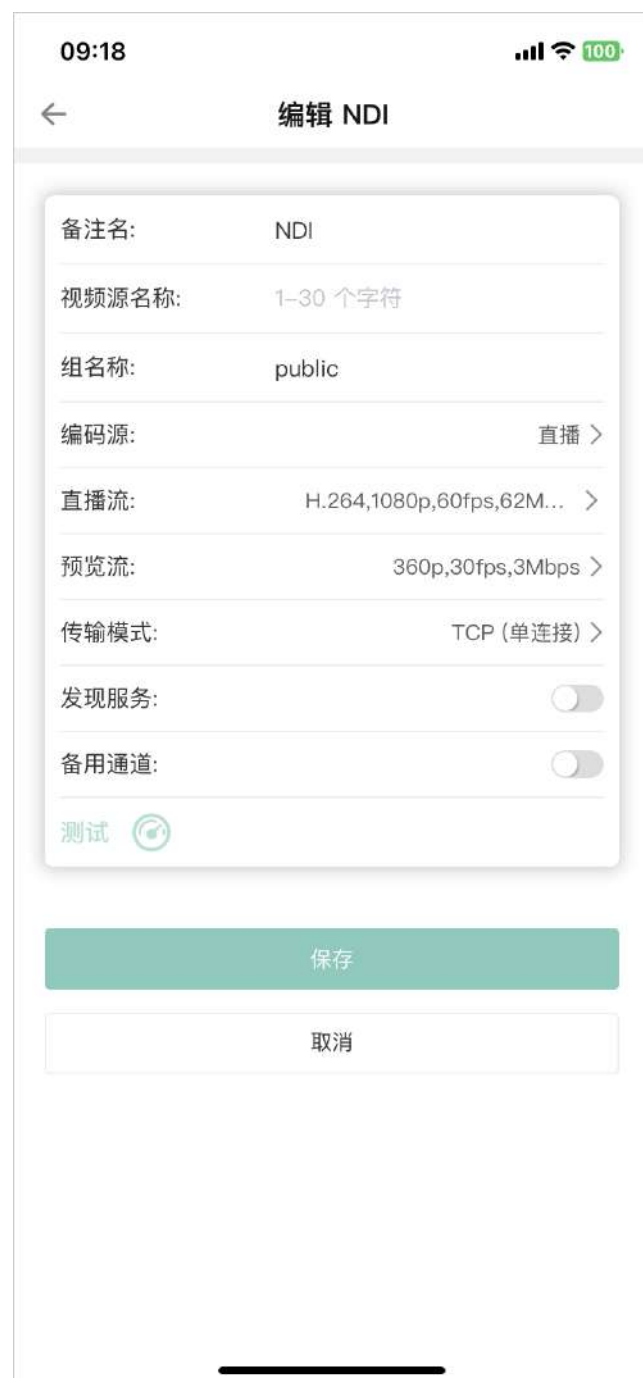 09:18
100
编辑 NDI
备注名: NDI
视频源名称: 1–30 个字符
组名称: public
编码源: 直播
直播流: H.264,1080p,60fps,62M...
预览流: 360p,30fps,3Mbps
传输模式: TCP (单连接)
发现服务:
备用通道:
测试
保存
取消